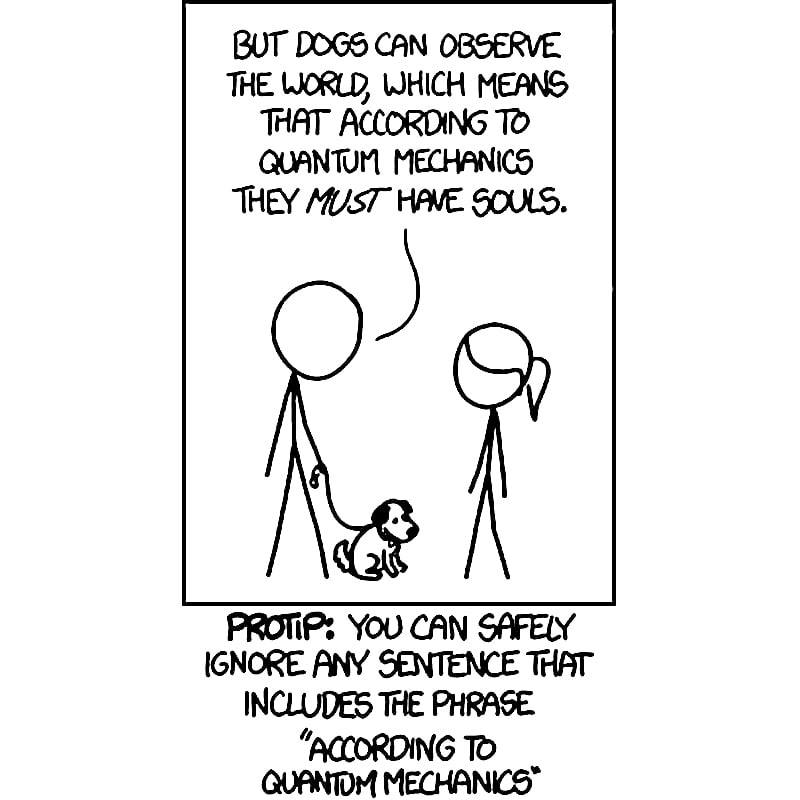 BUT DOGS CAN OBSERVE
THE WORLD, WHICH MEANS
THAT ACCORDING TO
QUANTUM MECHANICS
THEY MUST HAVE SOULS.
PROTIP: YOU CAN SAFELY
IGNORE ANY SENTENCE THAT
INCLUDES THE PHRASE
"ACCORDING TO
QUANTUM MECHANICS"